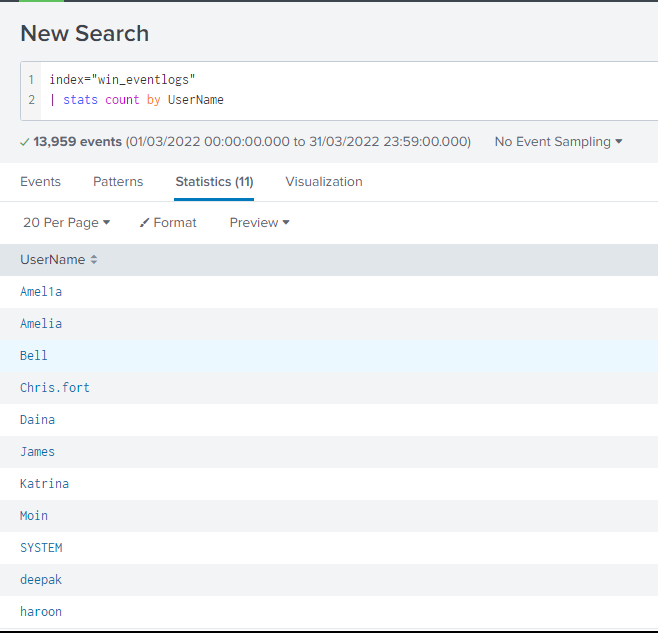 New Search
1 index="win_eventlogs"
2 | stats count by UserName
✓ 13,959 events (01/03/2022 00:00:00.000 to 31/03/2022 23:59:00.000) No Event Sampling
Events Patterns Statistics (11) Visualization
20 Per Page Format Preview
UserName
Amel1a
Amelia
Bell
Chris.fort
Daina
James
Katrina
Moin
SYSTEM
deepak
haroon